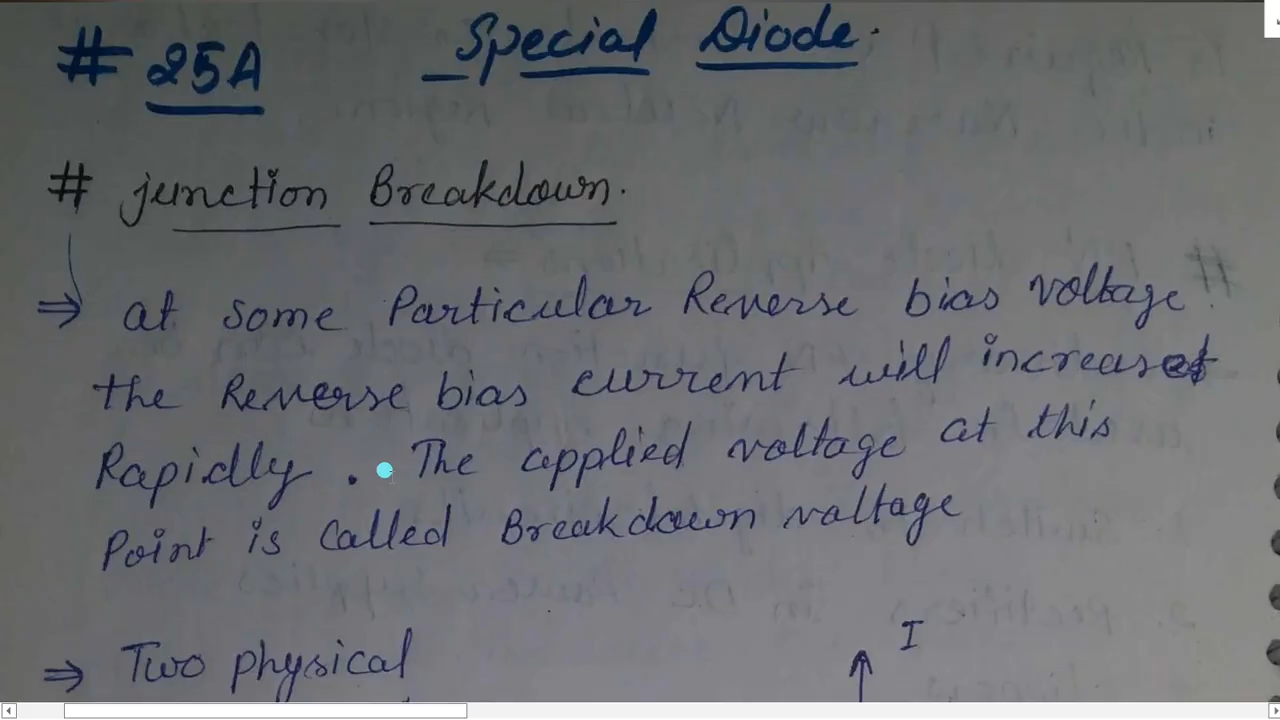 # 25A Special Diode.
# junction Breakdown.
⇒ at some Particular Reverse bias voltage
the Reverse bias current will increases
Rapidly . The applied voltage at this
Point is called Breakdown voltage
⇒ Two physical
I